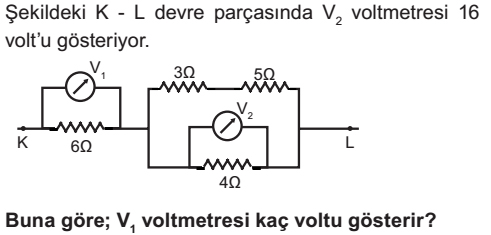 Şekildeki K - L devre parçasında V₂ voltmetresi 16
volt'u gösteriyor.
V₁
3Ω
5Ω
V₂
K
6Ω
L
4Ω
Buna göre; V₁ voltmetresi kaç voltu gösterir?